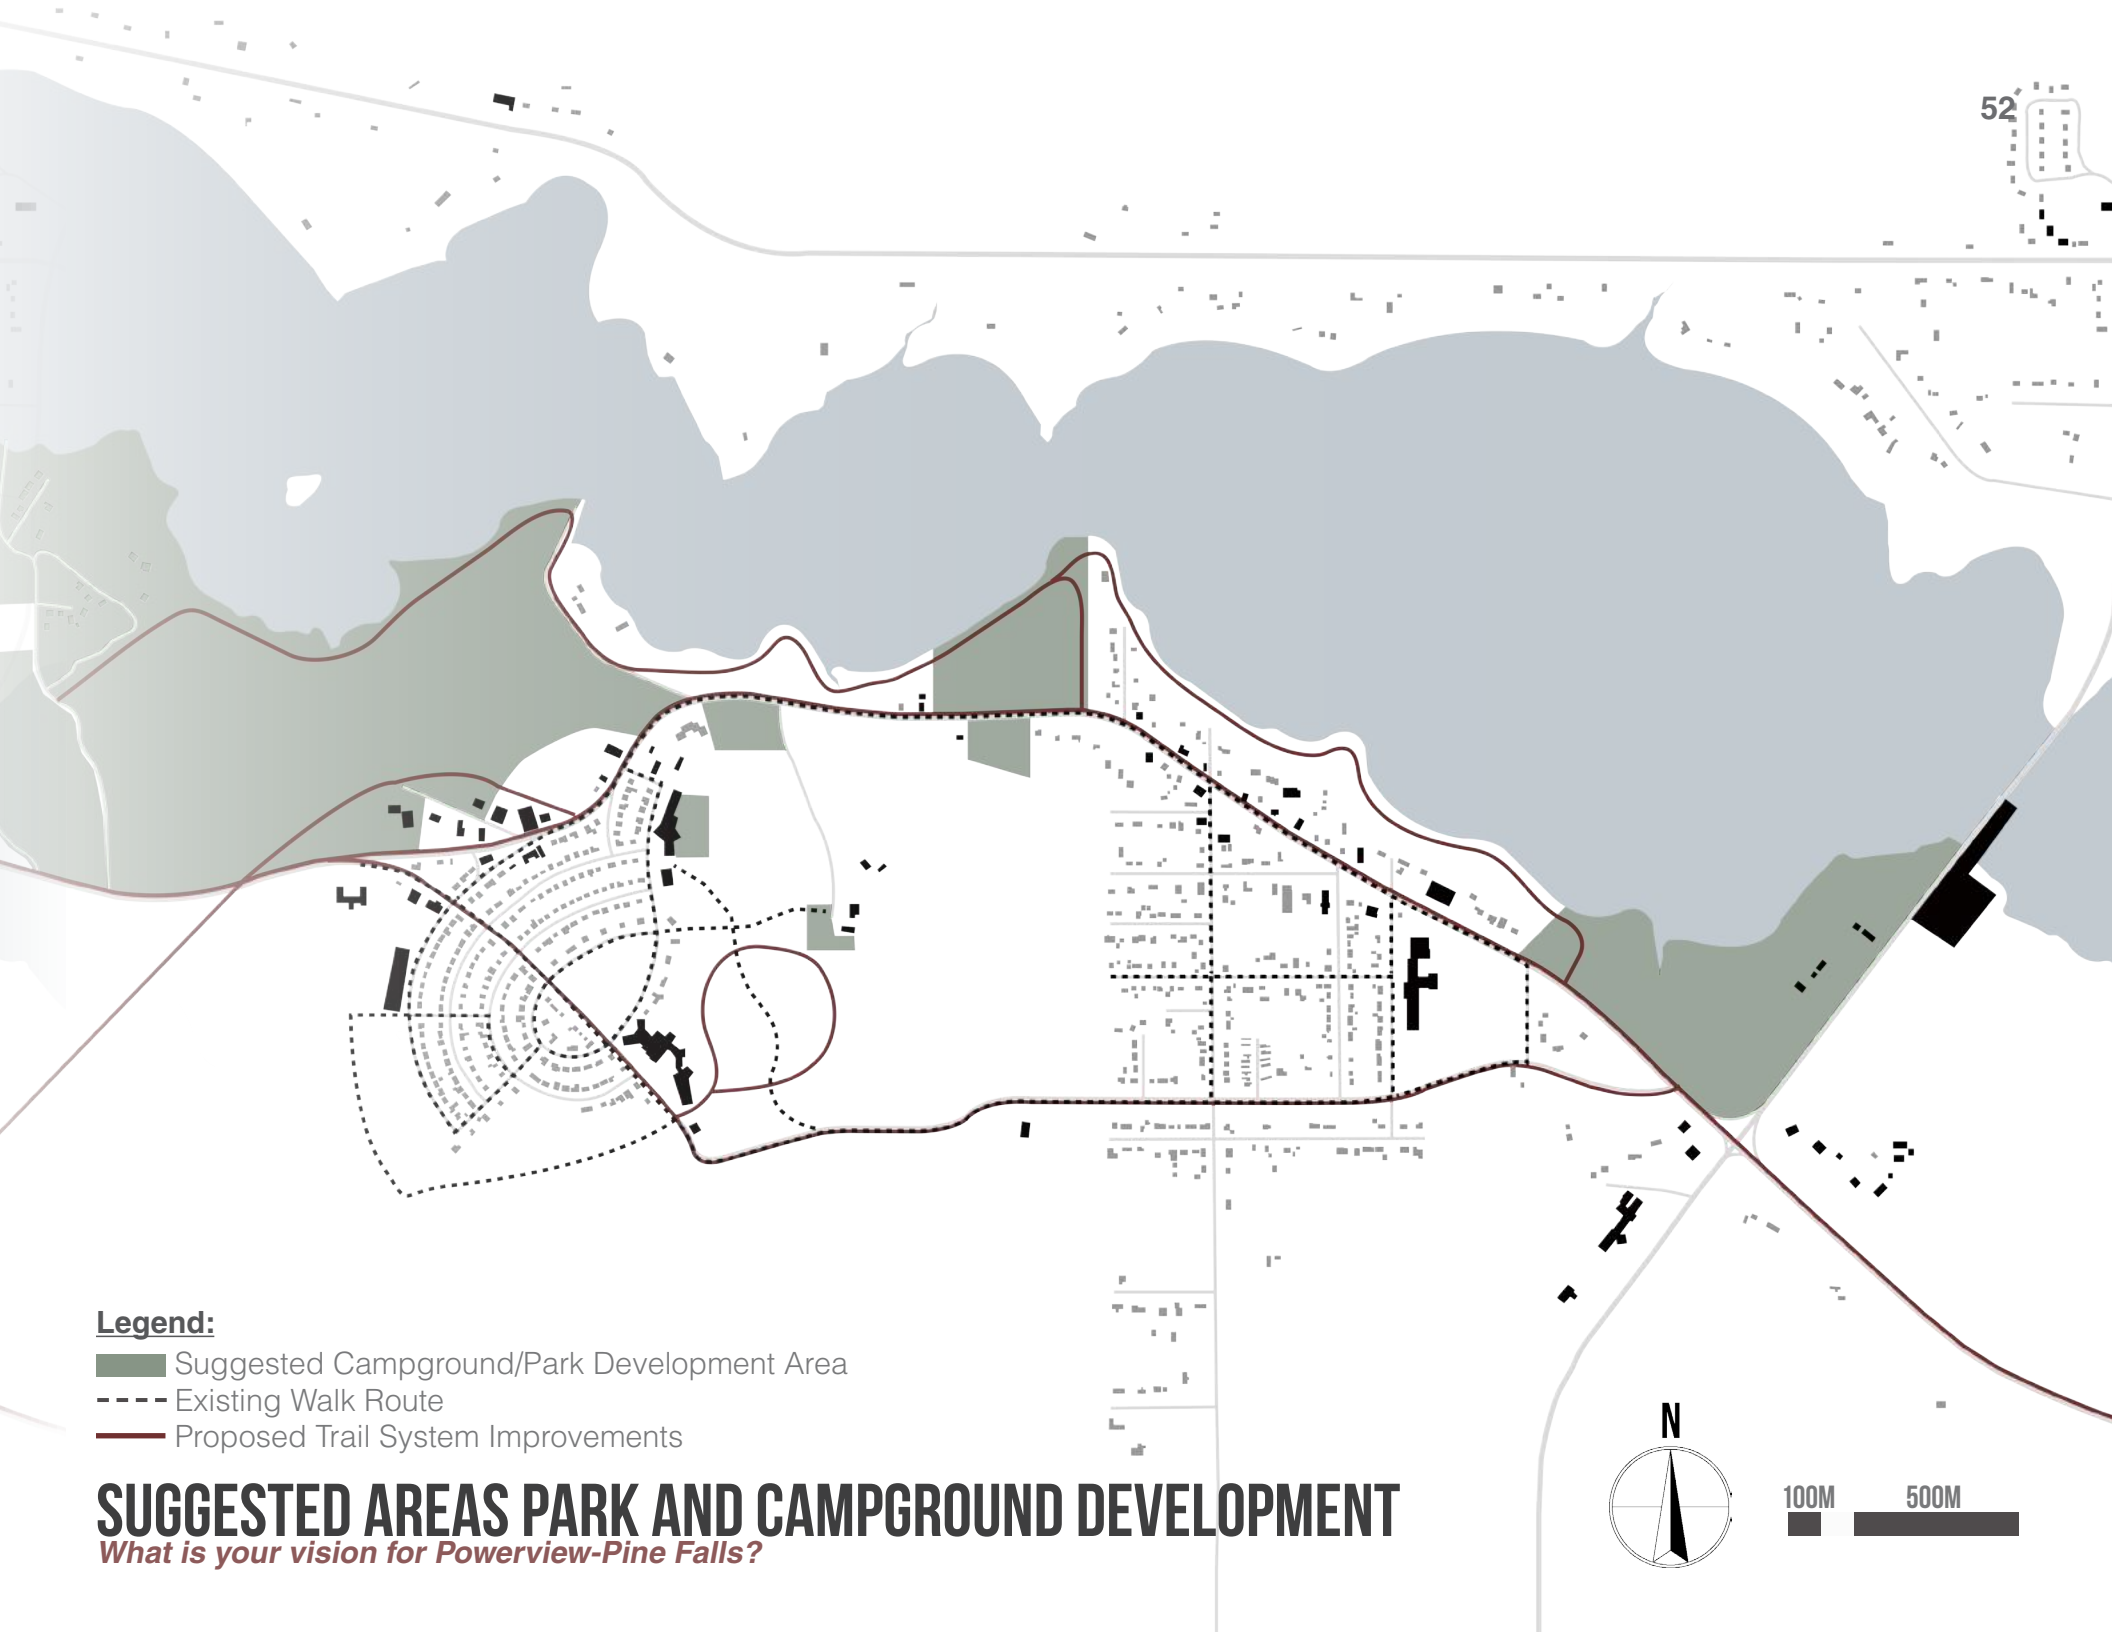 52
Legend:
Suggested Campground/Park Development Area
Existing Walk Route
Proposed Trail System Improvements
SUGGESTED AREAS PARK AND CAMPGROUND DEVELOPMENT
What is your vision for Powerview-Pine Falls?
N
100M 500M